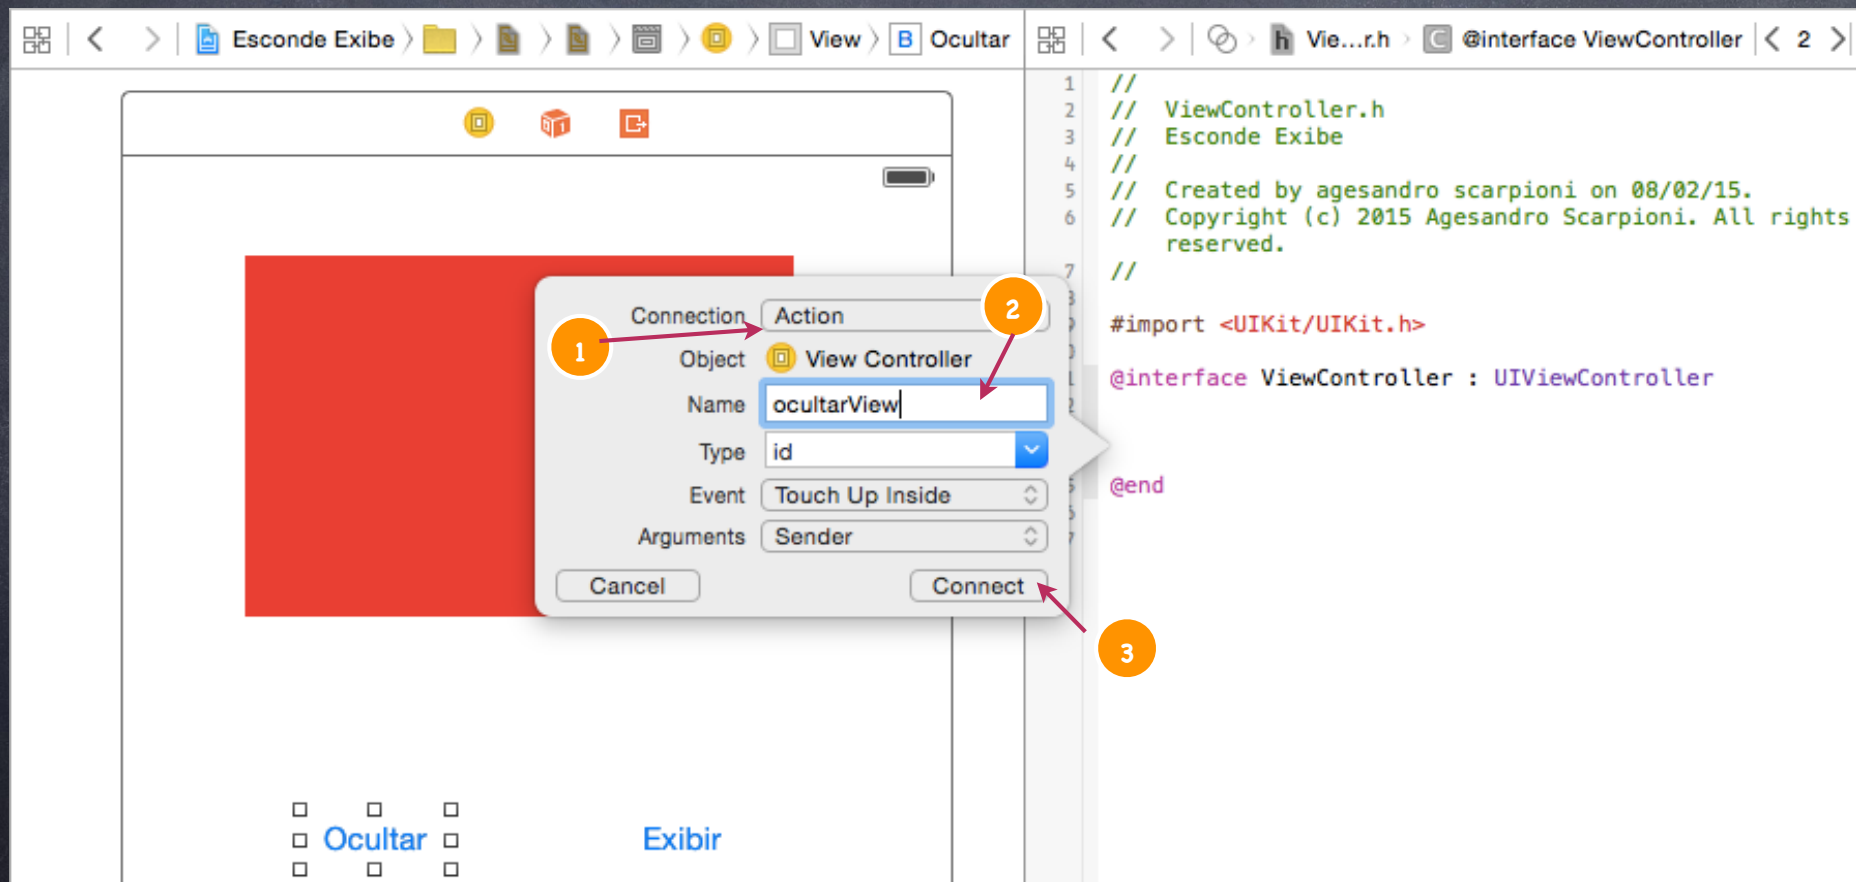 Esconde Exibe View B Ocultar
Vie...r.h @interface ViewController 2
1 //
2 // ViewController.h
3 // Esconde Exibe
4 //
5 // Created by agesandro scarpioni on 08/02/15.
6 // Copyright (c) 2015 Agesandro Scarpioni. All rights
reserved.
7 //
#import <UIKit/UIKit.h>
@interface ViewController : UIViewController
@end
Connection Action
Object View Controller
Name ocultarView
Type id
Event Touch Up Inside
Arguments Sender
Cancel Connect
1
2
3
Ocultar Exibir